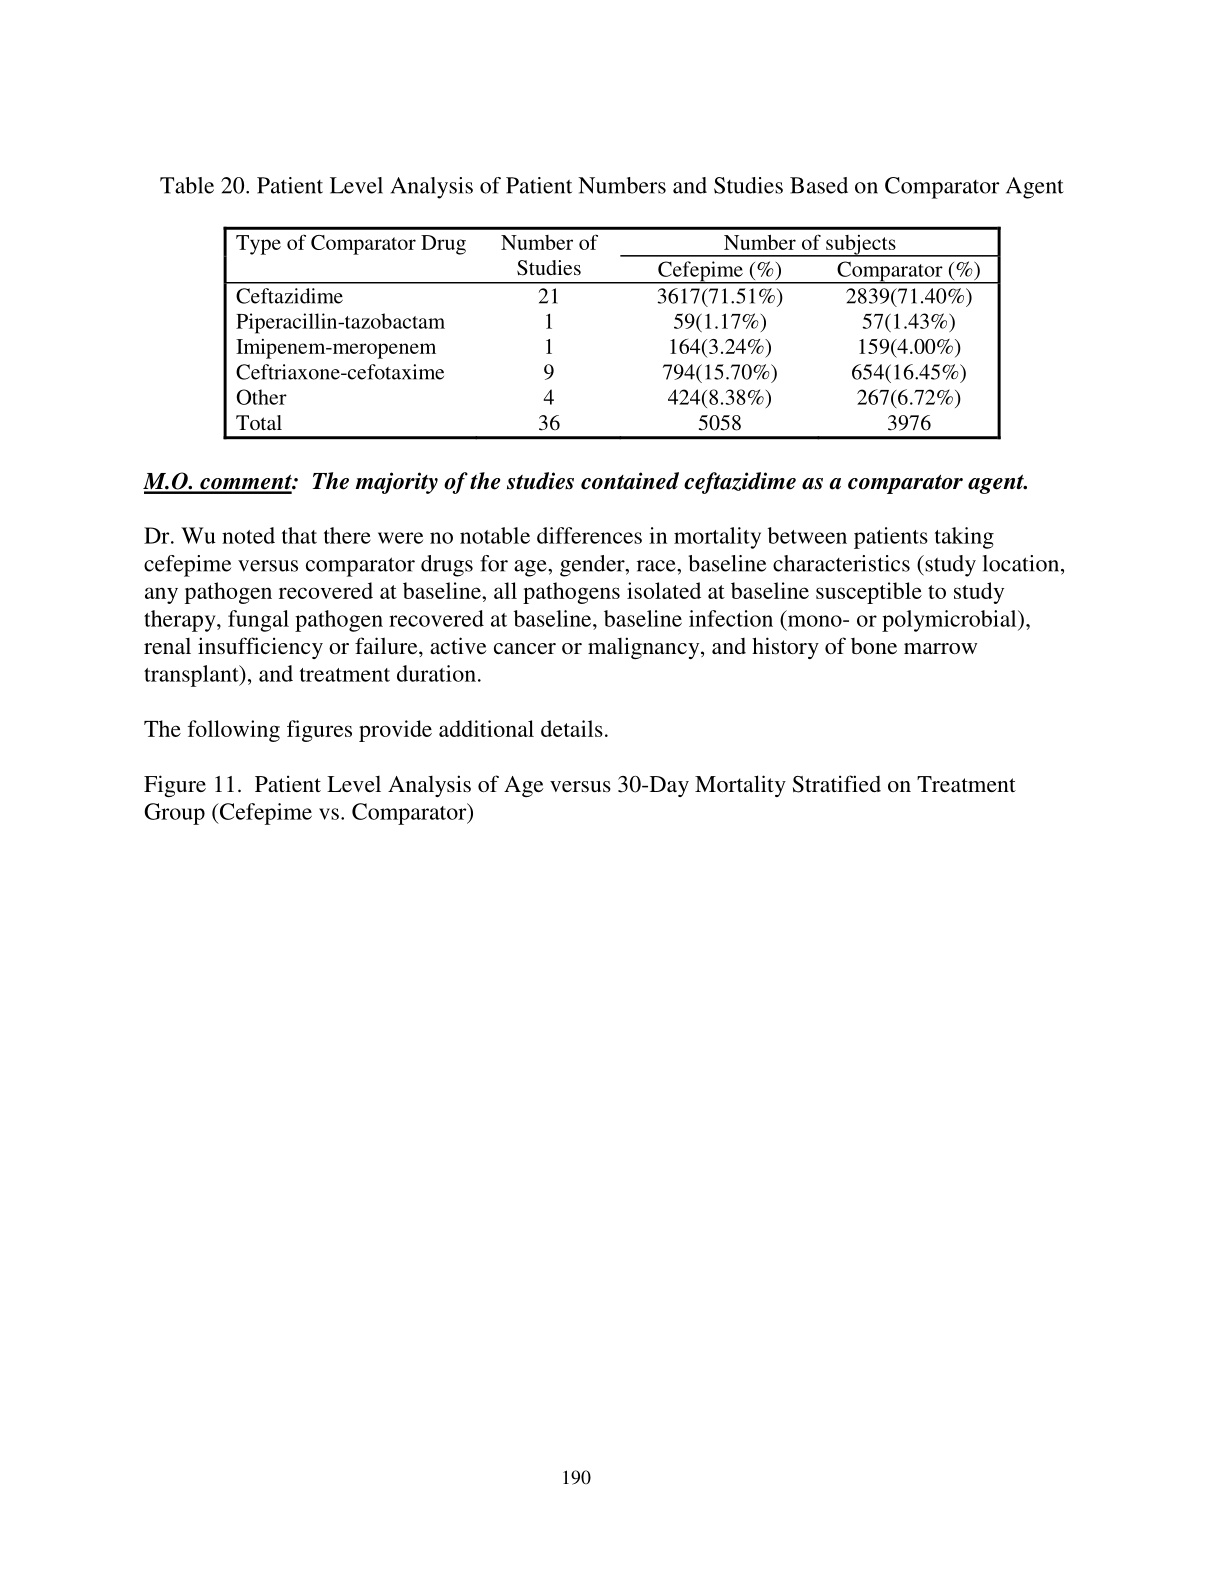 Table 20. Patient Level Analysis of Patient Numbers and Studies Based on Comparator Agent
Type of Comparator Drug Number of Studies Number of subjects
Cefepime (%) Comparator (%)
Ceftazidime 21 3617(71.51%) 2839(71.40%)
Piperacillin-tazobactam 1 59(1.17%) 57(1.43%)
Imipenem-meropenem 1 164(3.24%) 159(4.00%)
Ceftriaxone-cefotaxime 9 794(15.70%) 654(16.45%)
Other 4 424(8.38%) 267(6.72%)
Total 36 5058 3976
M.O. comment: The majority of the studies contained ceftazidime as a comparator agent.
Dr. Wu noted that there were no notable differences in mortality between patients taking
cefepime versus comparator drugs for age, gender, race, baseline characteristics (study location,
any pathogen recovered at baseline, all pathogens isolated at baseline susceptible to study
therapy, fungal pathogen recovered at baseline, baseline infection (mono- or polymicrobial),
renal insufficiency or failure, active cancer or malignancy, and history of bone marrow
transplant), and treatment duration.
The following figures provide additional details.
Figure 11. Patient Level Analysis of Age versus 30-Day Mortality Stratified on Treatment
Group (Cefepime vs. Comparator)
190